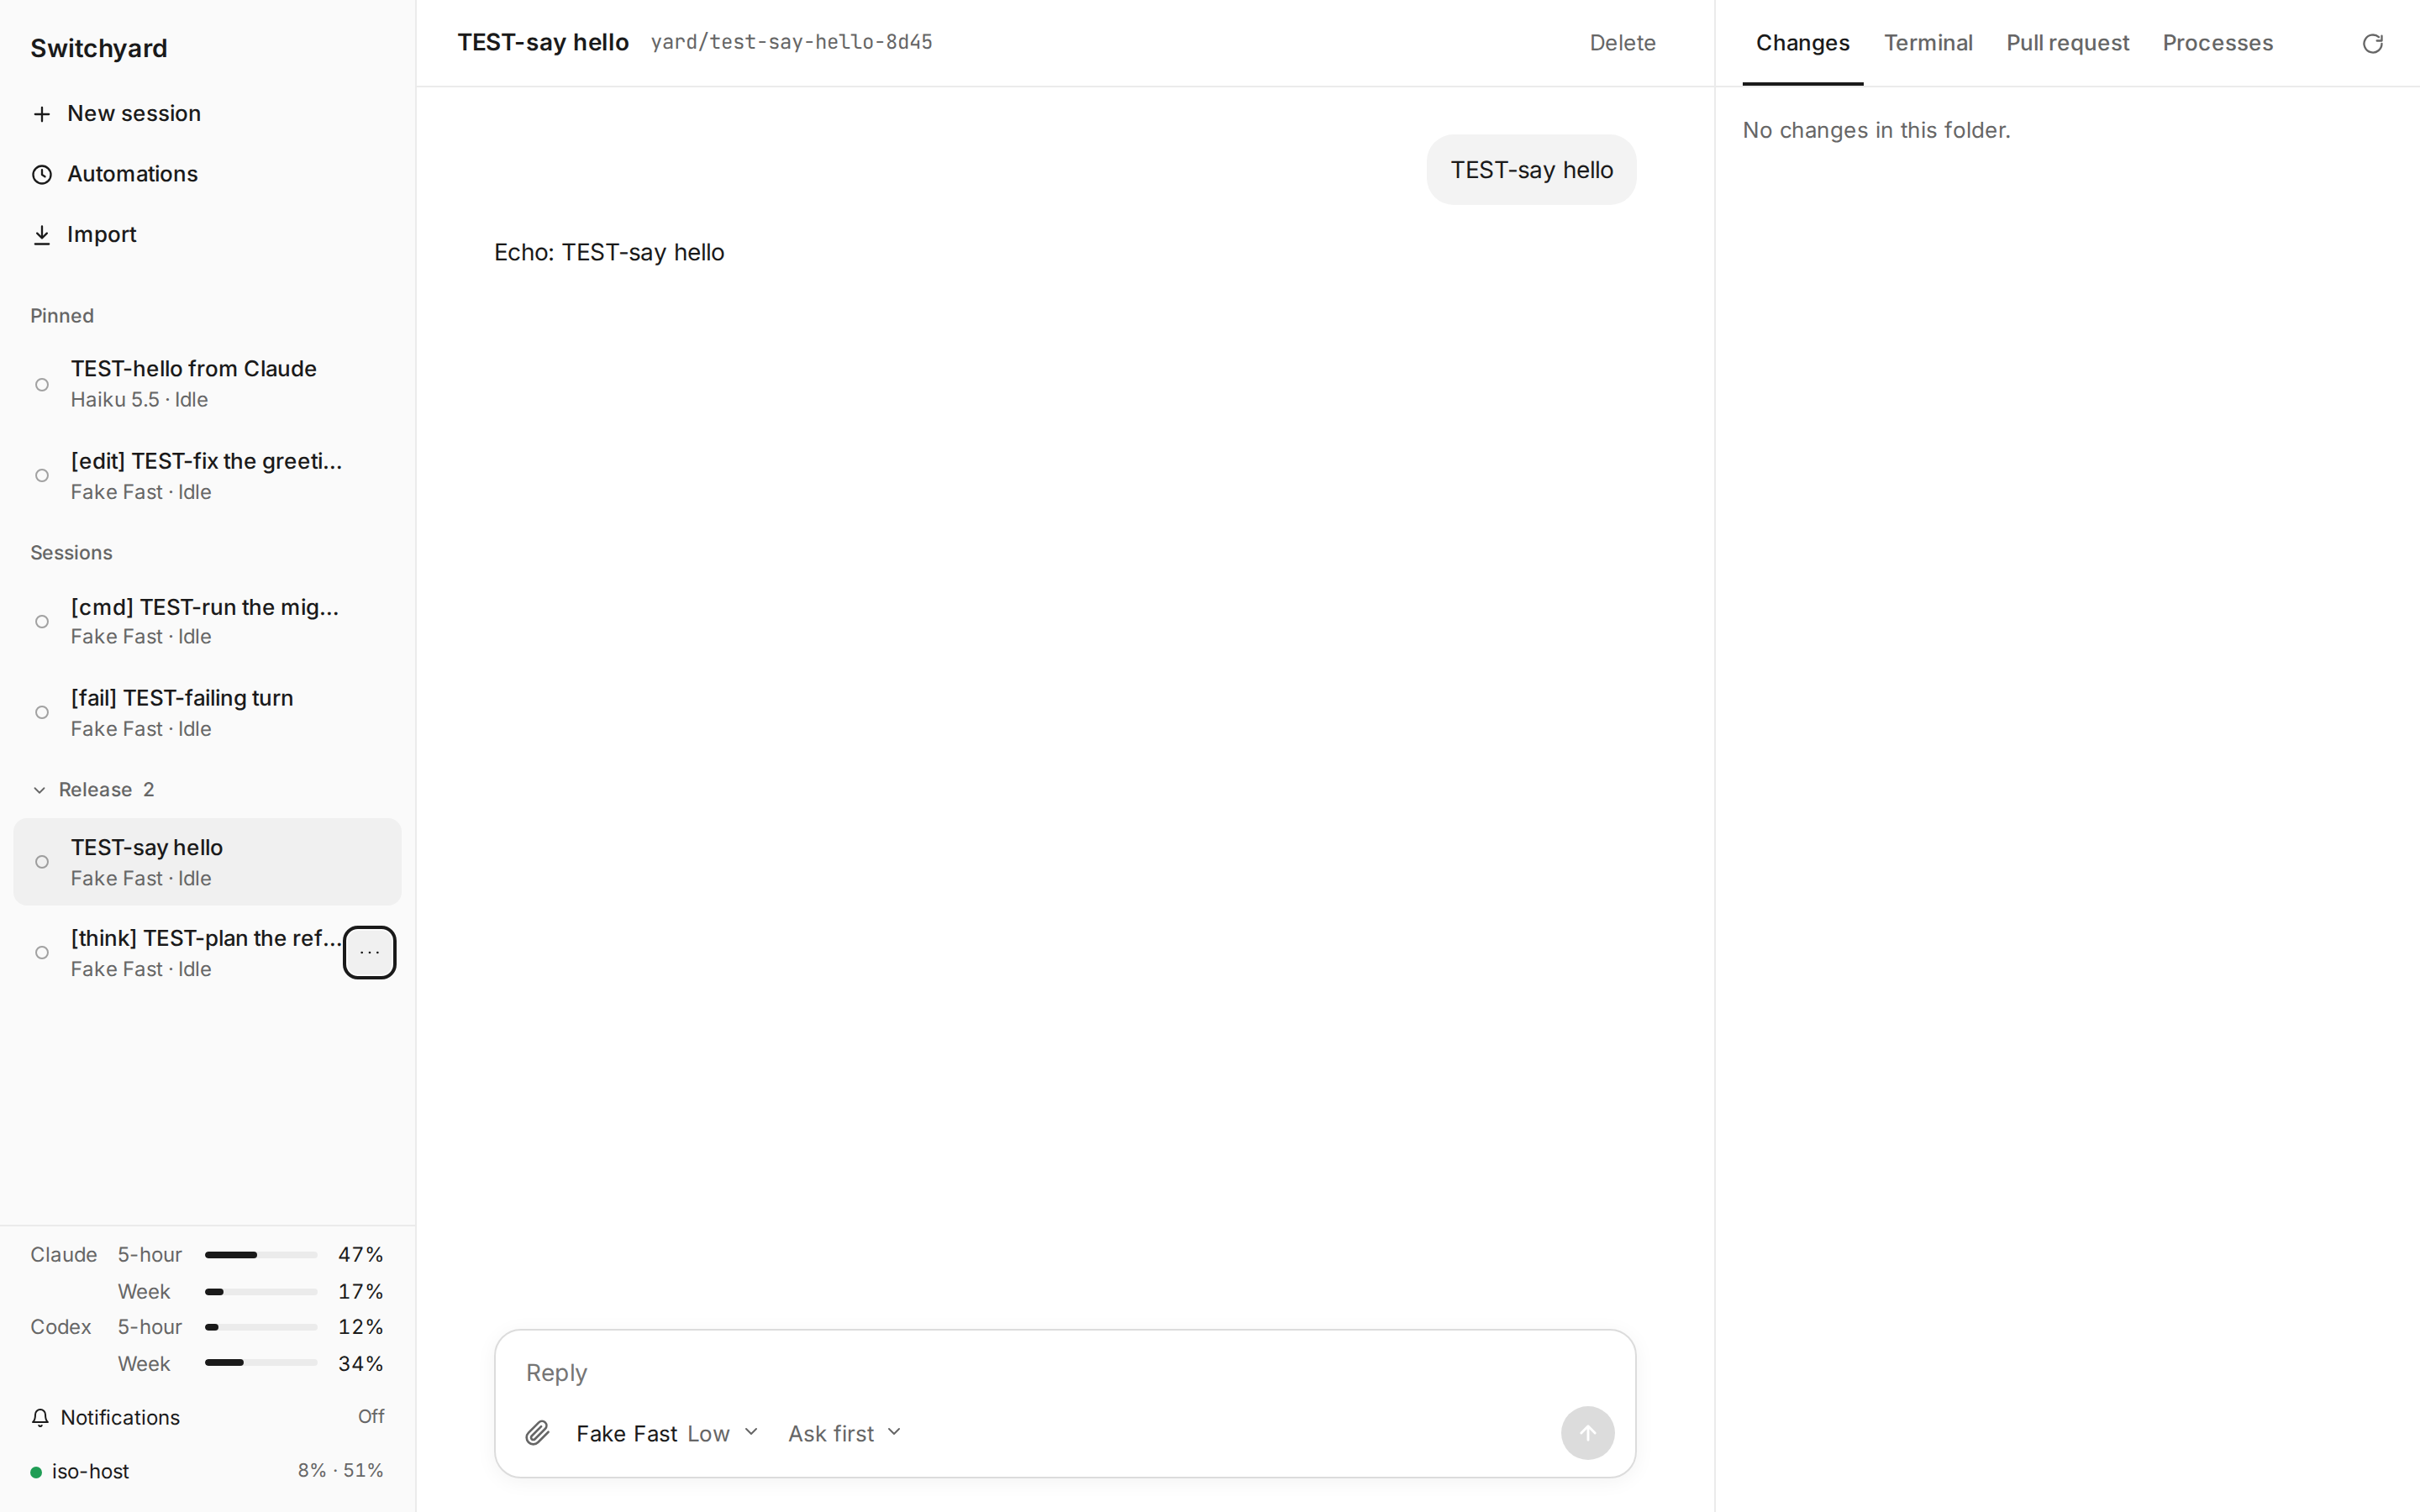 Switchyard
New session
Automations
Import
Pinned
TEST-hello from Claude
Haiku 5.5 · Idle
[edit] TEST-fix the greeti...
Fake Fast · Idle
Sessions
[cmd] TEST-run the mig...
Fake Fast · Idle
[fail] TEST-failing turn
Fake Fast · Idle
Release 2
TEST-say hello
Fake Fast · Idle
[think] TEST-plan the ref...
Fake Fast · Idle
Claude 5-hour 47%
Week 17%
Codex 5-hour 12%
Week 34%
Notifications Off
iso-host 8% · 51%
TEST-say hello yard/test-say-hello-8d45 Delete
TEST-say hello
Echo: TEST-say hello
Reply
Fake Fast Low Ask first
Changes Terminal Pull request Processes
No changes in this folder.